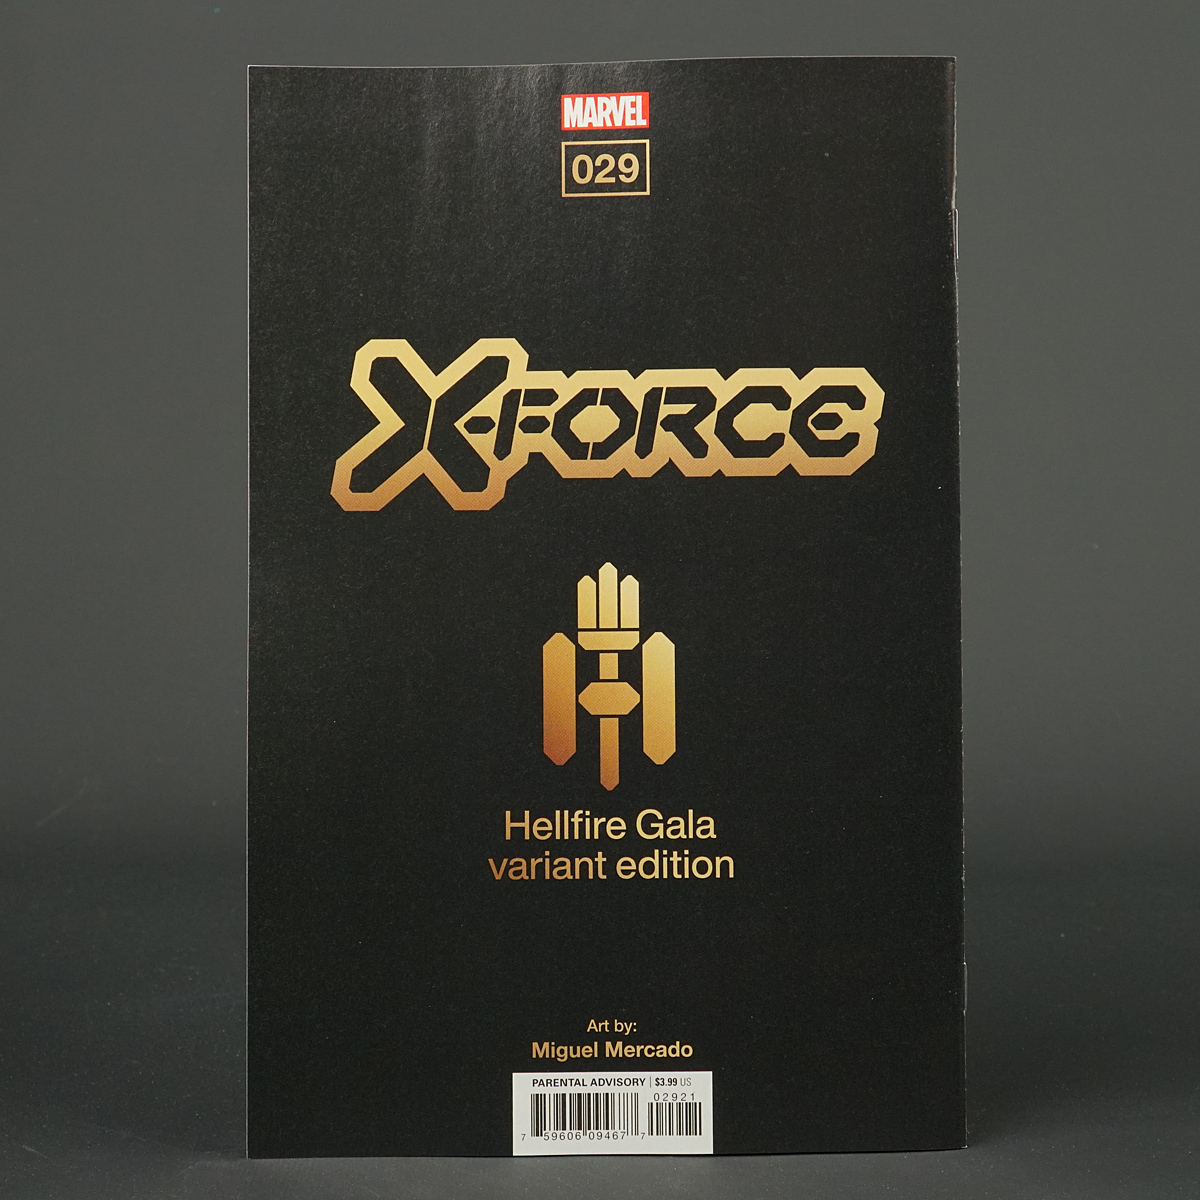 MARVEL
029
X-FORCE
Hellfire Gala
variant edition
Art by:
Miguel Mercado
PARENTAL ADVISORY | $3.99 US
02921
7 59606 09467 7